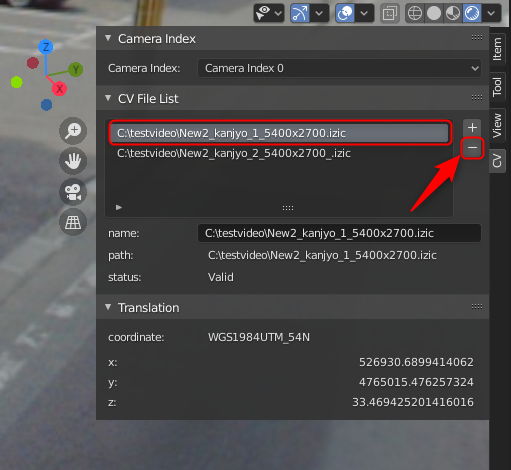 Camera Index
Camera Index: Camera Index 0
CV File List
C:\testvideo\New2_kanjyo_1_5400x2700.izic
C:\testvideo\New2_kanjyo_2_5400x2700_.izic
name: C:\testvideo\New2_kanjyo_1_5400x2700.izic
path: C:\testvideo\New2_kanjyo_1_5400x2700.izic
status: Valid
Translation
coordinate: WGS1984UTM_54N
x: 526930.6899414062
y: 4765015.476257324
z: 33.469425201416016
Item
Tool
View
CV
Z
Y
X